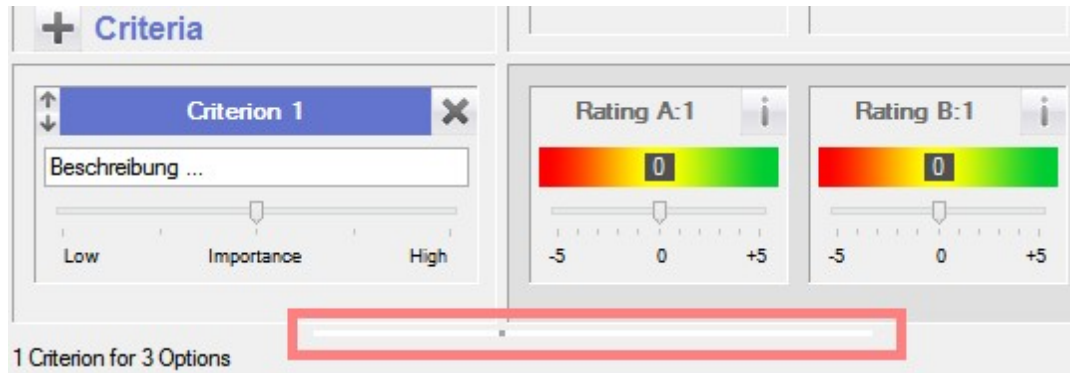 Criteria
Criterion 1
Beschreibung ...
Low Importance High
Rating A:1
0
-5 0 +5
Rating B:1
0
-5 0 +5
1 Criterion for 3 Options